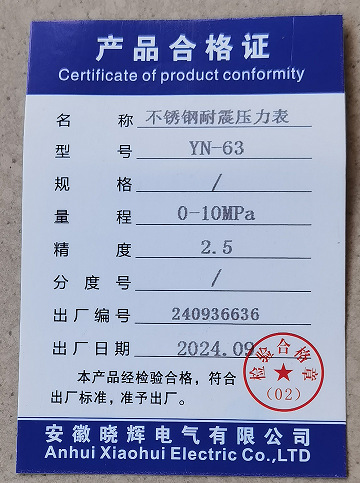 产品合格证
Certificate of product conformity
名 称 不锈钢耐震压力表
型 号 YN-63
规 格 /
量 程 0-10MPa
精 度 2.5
分 度 号 /
出厂编号 240936636
出厂日期 2024.09
检验合格章
(02)
本产品经检验合格，符合
出厂标准，准予出厂。
安徽晓辉电气有限公司
Anhui Xiaohui Electric Co.,LTD